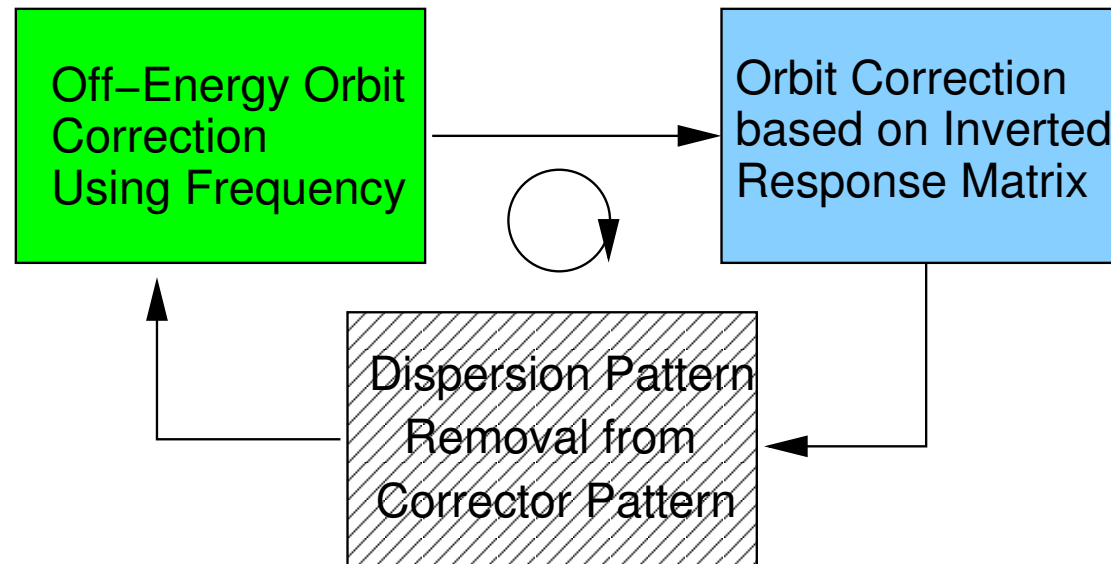 Off−Energy Orbit
Correction
Using Frequency
Orbit Correction
based on Inverted
Response Matrix
Dispersion Pattern
Removal from
Corrector Pattern